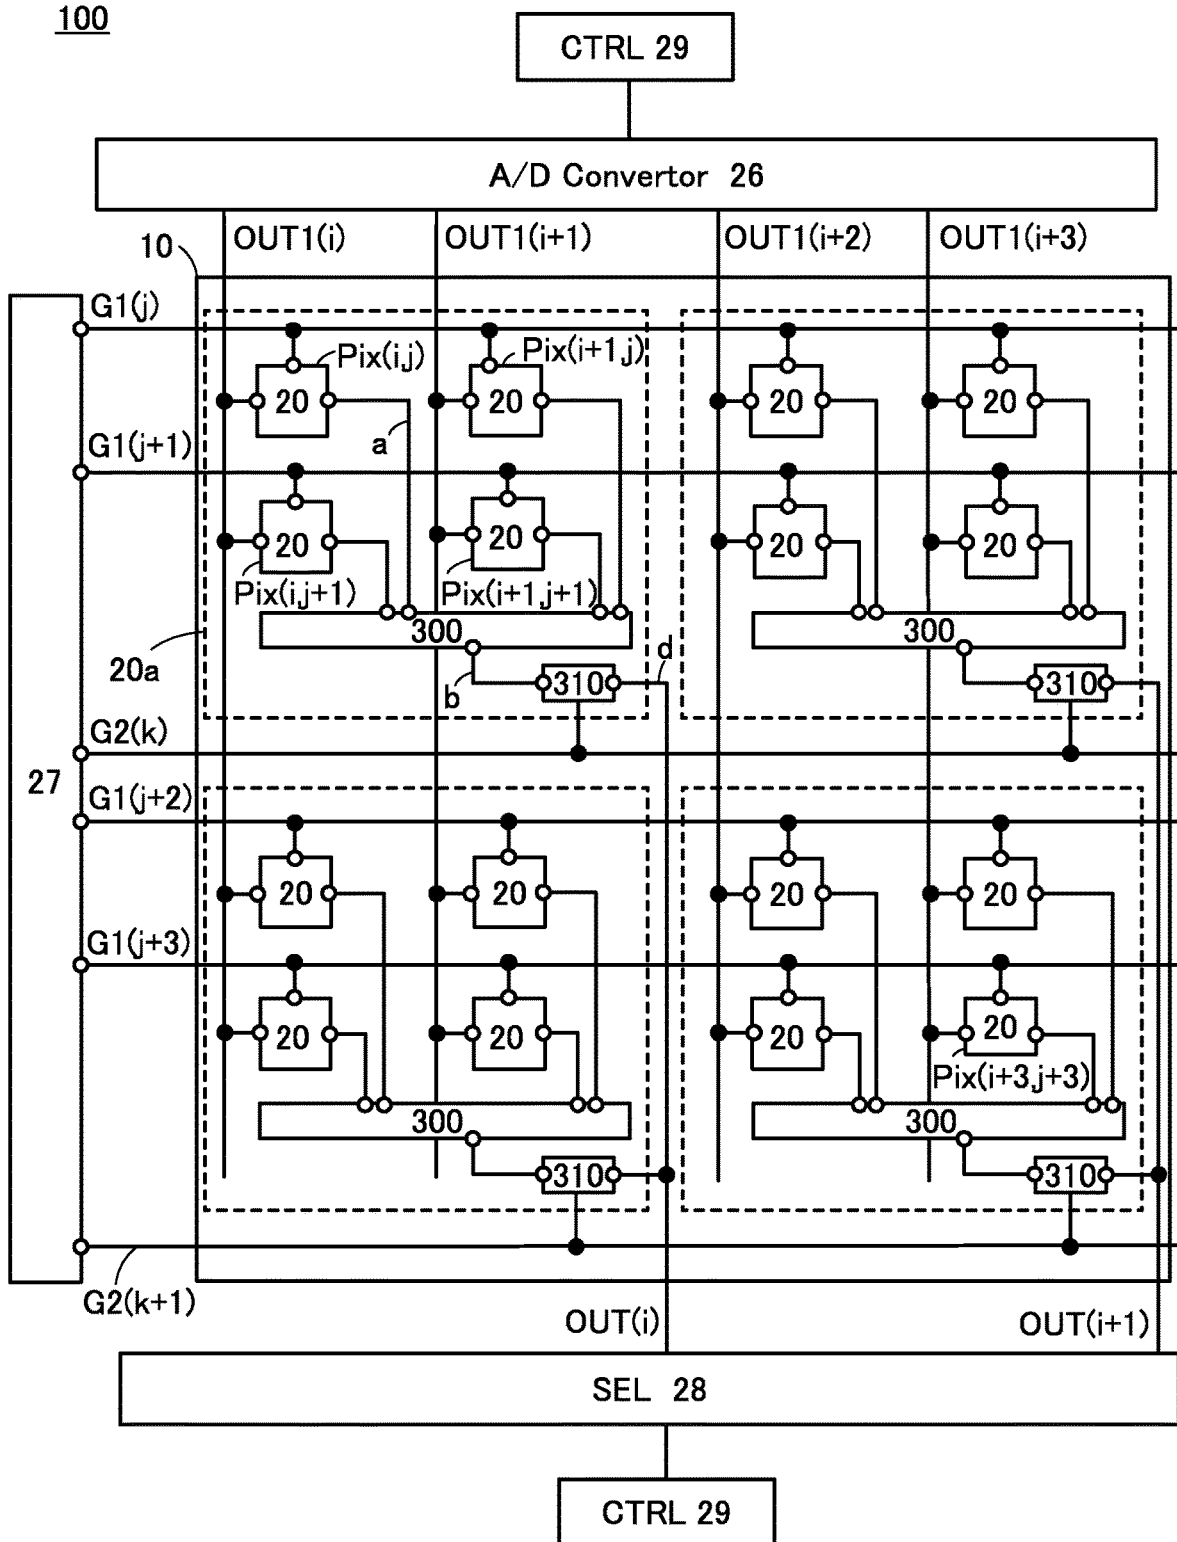 100
CTRL 29
A/D Convertor 26
OUT1(i) OUT1(i+1) OUT1(i+2) OUT1(i+3)
10
G1(j)
Pix(i,j) Pix(i+1,j)
20 20 20 20
a
G1(j+1)
20 20 20 20
Pix(i,j+1) Pix(i+1,j+1)
300 300
20a
b 310 d 310
G2(k)
27
G1(j+2)
20 20 20 20
G1(j+3)
20 20 20 20
Pix(i+3,j+3)
300 300
310 310
G2(k+1)
OUT(i) OUT(i+1)
SEL 28
CTRL 29